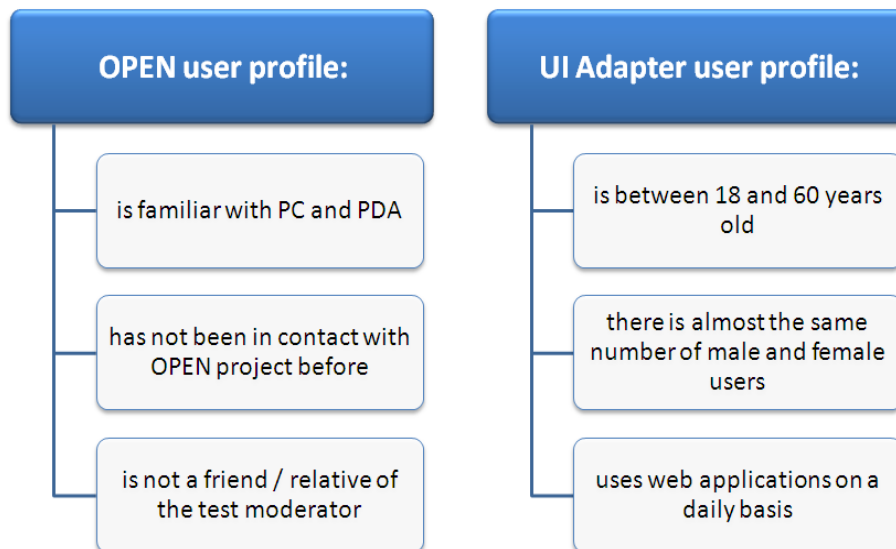 OPEN user profile:
is familiar with PC and PDA
has not been in contact with
OPEN project before
is not a friend / relative of
the test moderator
UI Adapter user profile:
is between 18 and 60 years
old
there is almost the same
number of male and female
users
uses web applications on a
daily basis